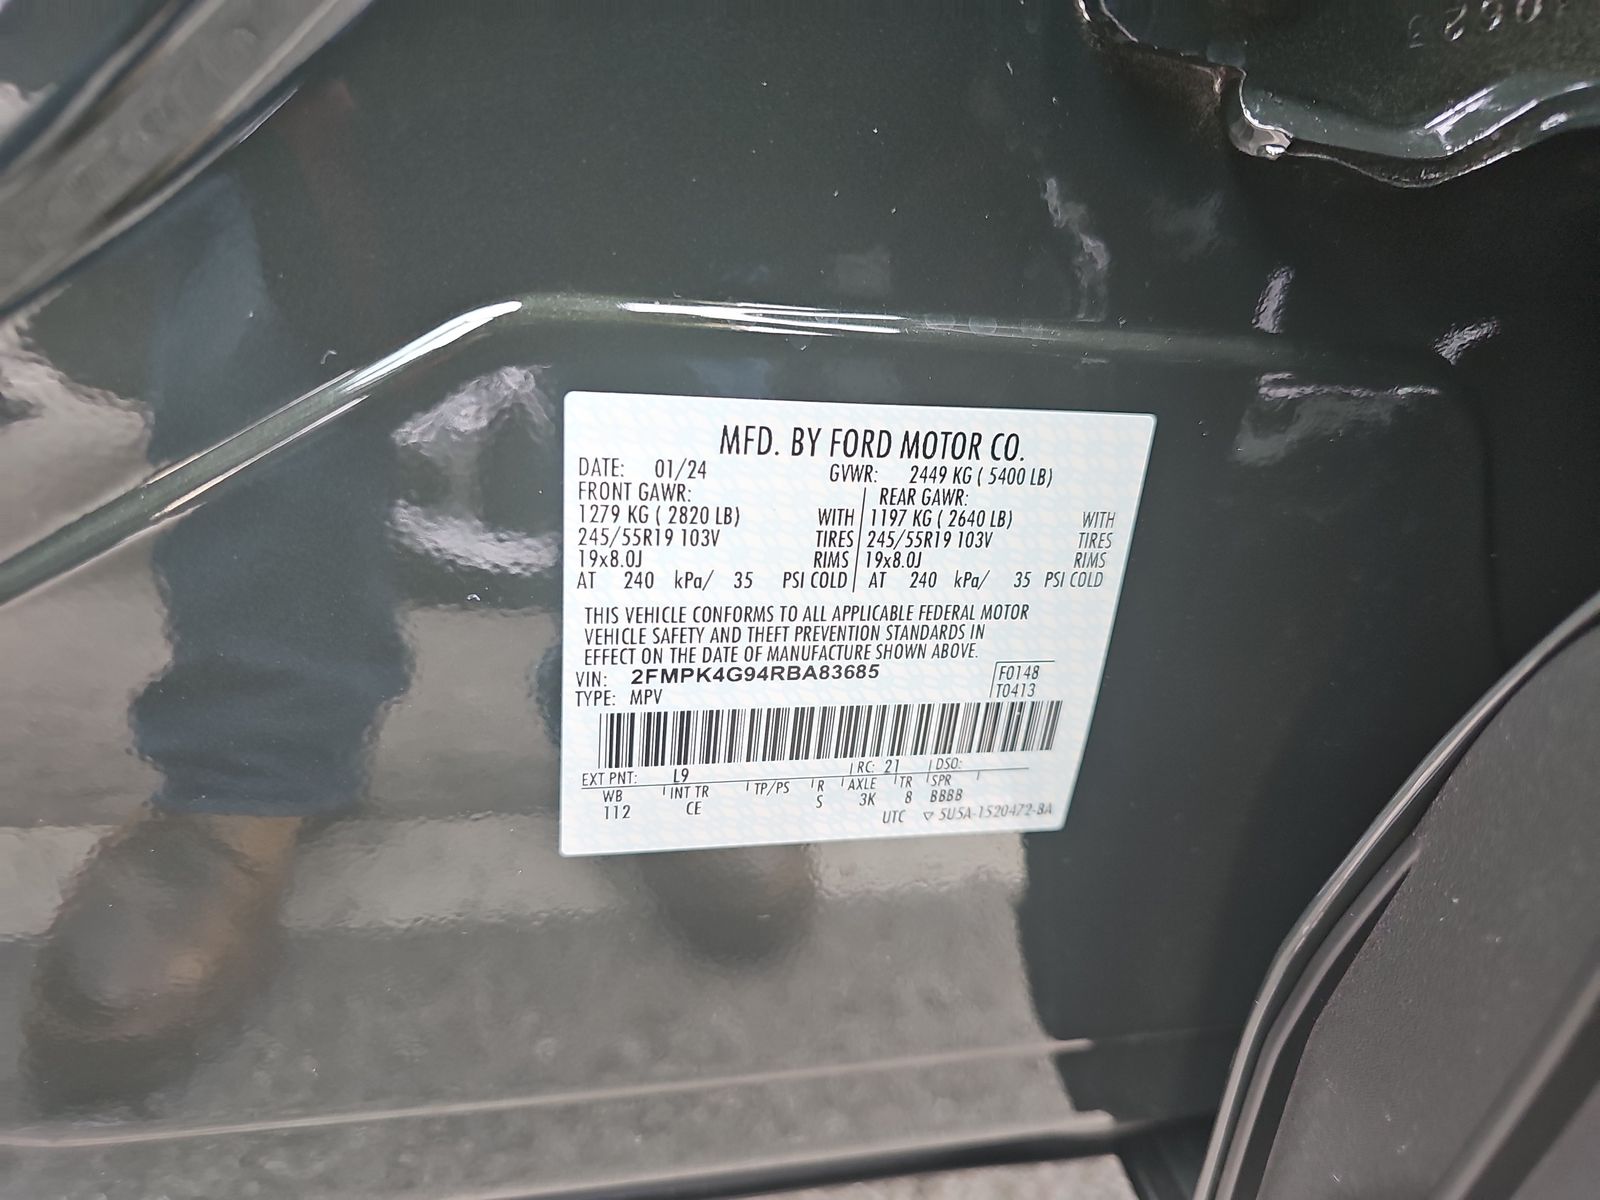 MFD. BY FORD MOTOR CO.
DATE: 01/24 GVWR: 2449 KG ( 5400 LB)
FRONT GAWR: REAR GAWR:
1279 KG ( 2820 LB) WITH 1197 KG ( 2640 LB) WITH
245/55R19 103V TIRES 245/55R19 103V TIRES
19x8.0J RIMS 19x8.0J RIMS
AT 240 kPa/ 35 PSI COLD AT 240 kPa/ 35 PSI COLD
THIS VEHICLE CONFORMS TO ALL APPLICABLE FEDERAL MOTOR
VEHICLE SAFETY AND THEFT PREVENTION STANDARDS IN
EFFECT ON THE DATE OF MANUFACTURE SHOWN ABOVE.
VIN: 2FMPK4G94RBA83685 F0148
TYPE: MPV T0413
EXT PNT: L9 RC: 21 DSO:
WB INT TR TP/PS R AXLE TR SPR
112 CE S 3K 8 BBBB
UTC ▽ 5U5A-1520472-BA